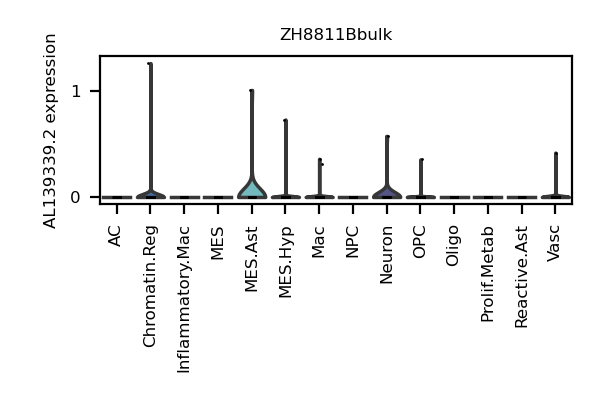 ZH8811Bbulk
AL139339.2 expression
1
0
AC
Chromatin.Reg
Inflammatory.Mac
MES
MES.Ast
MES.Hyp
Mac
NPC
Neuron
OPC
Oligo
Prolif.Metab
Reactive.Ast
Vasc